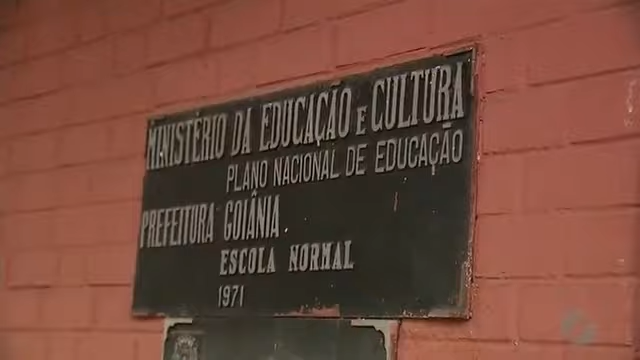 MINISTÉRIO DA EDUCAÇÃO E CULTURA
PLANO NACIONAL DE EDUCAÇÃO
PREFEITURA GOIÂNIA
ESCOLA NORMAL
1971